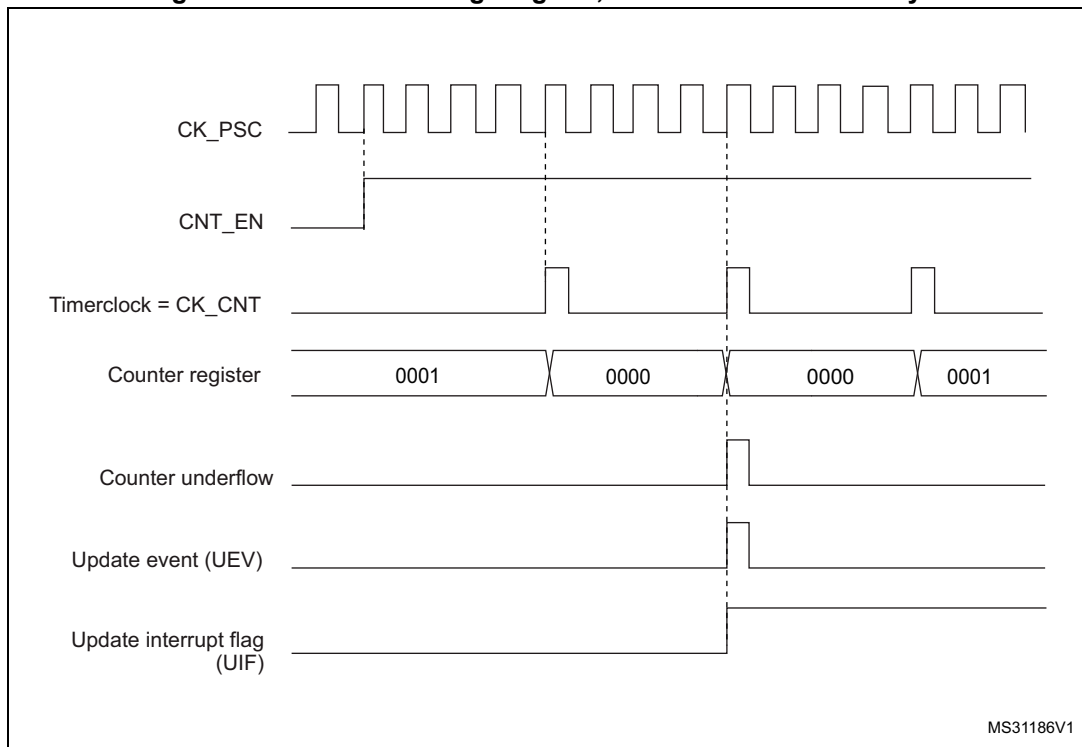 CK_PSC
CNT_EN
Timerclock = CK_CNT
Counter register
0001
0000
0000
0001
Counter underflow
Update event (UEV)
Update interrupt flag
(UIF)
MS31186V1